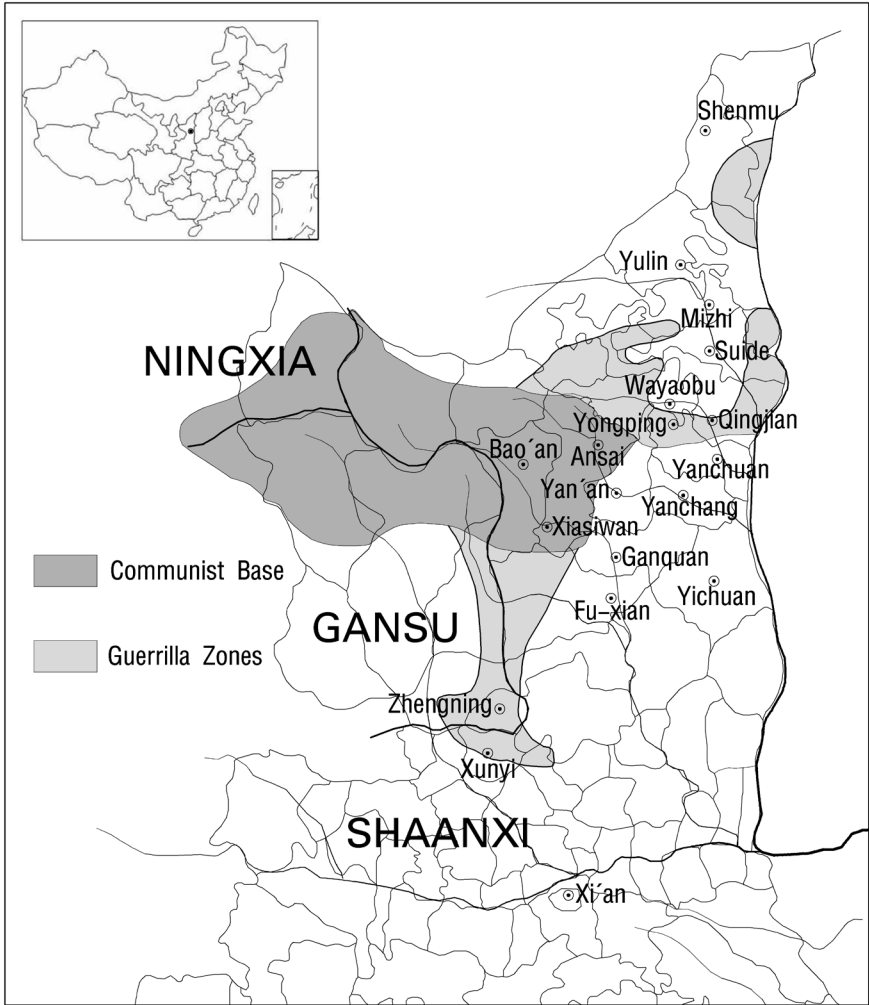 Shenmu
Yulin
Mizhi
NINGXIA
Suide
Wayaobu
Yongping
Qingjian
Bao´an
Ansai
Yanchuan
Yan´an
Yanchang
Xiasiwan
Ganquan
Communist Base
Yichuan
Fu-xian
GANSU
Guerrilla Zones
Zhengning
Xunyi
SHAANXI
Xi´an